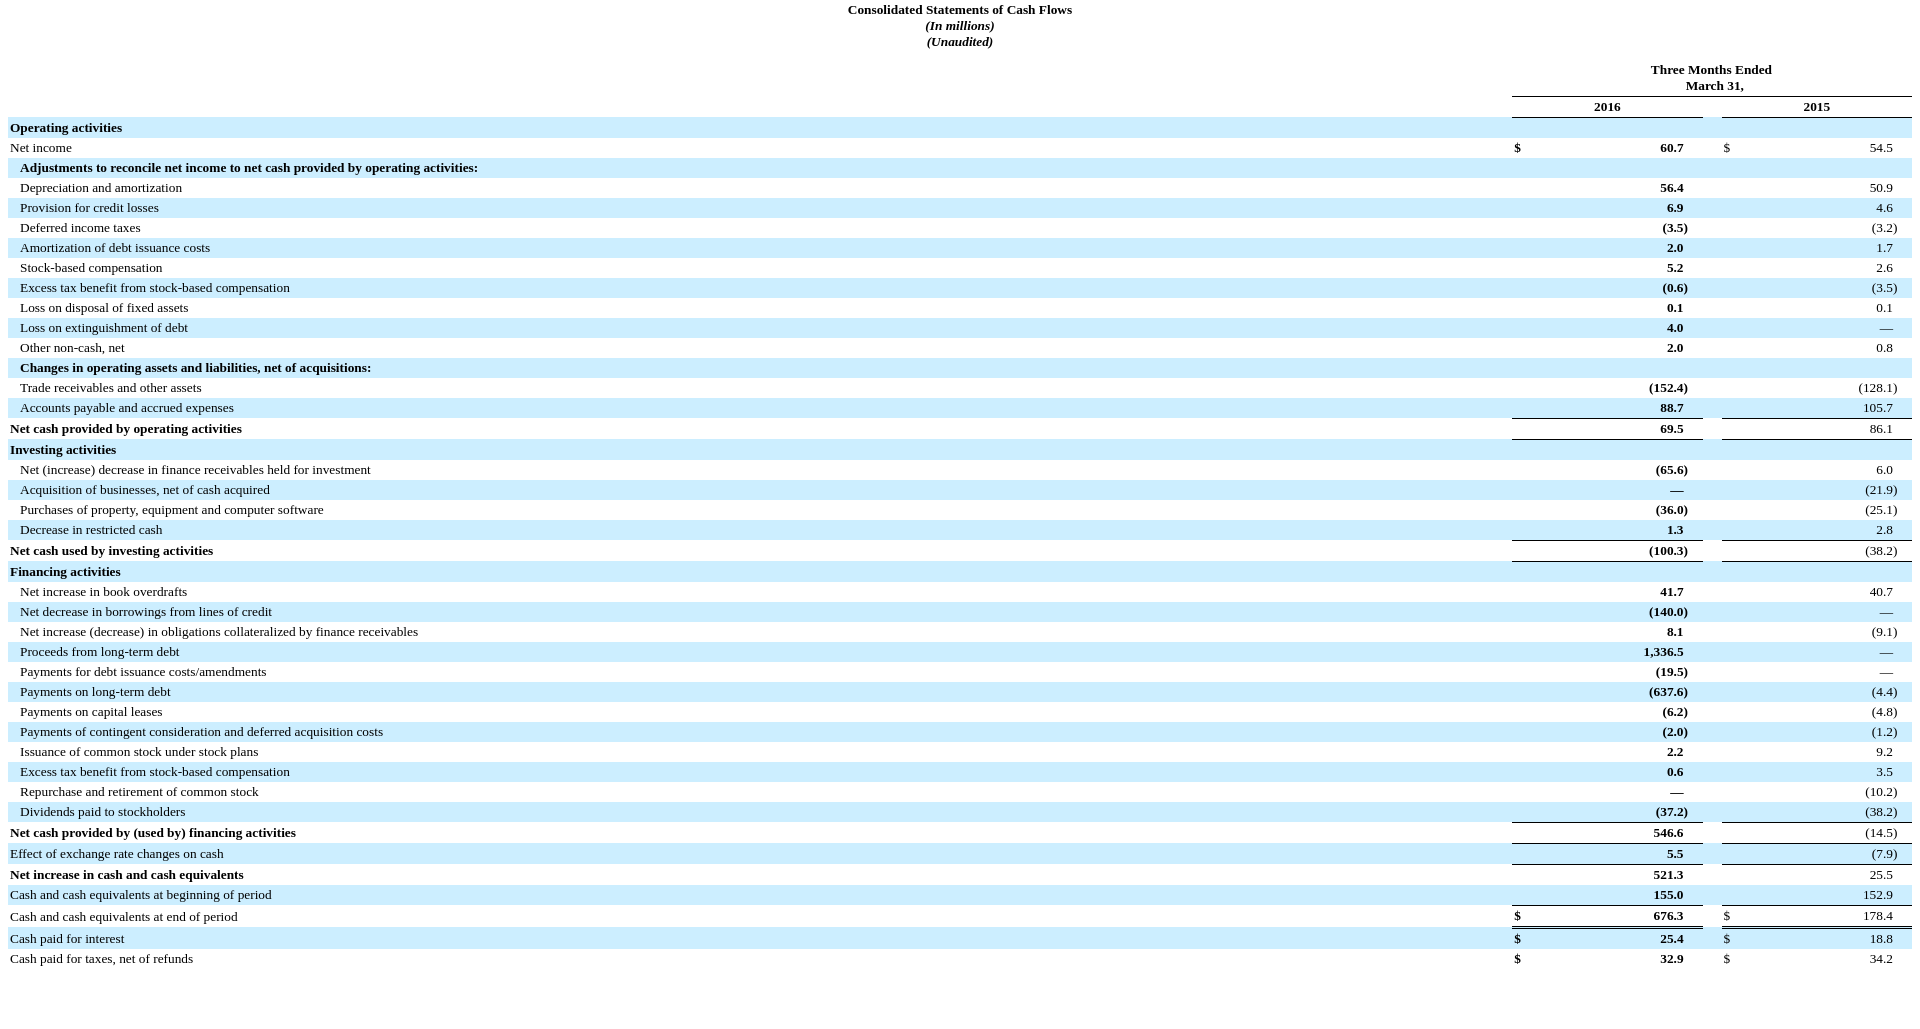 Consolidated Statements of Cash Flows
(In millions)
(Unaudited)
Three Months Ended
March 31,
2016 2015
Operating activities
Net income $ 60.7 $ 54.5
Adjustments to reconcile net income to net cash provided by operating activities:
Depreciation and amortization 56.4 50.9
Provision for credit losses 6.9 4.6
Deferred income taxes (3.5) (3.2)
Amortization of debt issuance costs 2.0 1.7
Stock-based compensation 5.2 2.6
Excess tax benefit from stock-based compensation (0.6) (3.5)
Loss on disposal of fixed assets 0.1 0.1
Loss on extinguishment of debt 4.0 —
Other non-cash, net 2.0 0.8
Changes in operating assets and liabilities, net of acquisitions:
Trade receivables and other assets (152.4) (128.1)
Accounts payable and accrued expenses 88.7 105.7
Net cash provided by operating activities 69.5 86.1
Investing activities
Net (increase) decrease in finance receivables held for investment (65.6) 6.0
Acquisition of businesses, net of cash acquired — (21.9)
Purchases of property, equipment and computer software (36.0) (25.1)
Decrease in restricted cash 1.3 2.8
Net cash used by investing activities (100.3) (38.2)
Financing activities
Net increase in book overdrafts 41.7 40.7
Net decrease in borrowings from lines of credit (140.0) —
Net increase (decrease) in obligations collateralized by finance receivables 8.1 (9.1)
Proceeds from long-term debt 1,336.5 —
Payments for debt issuance costs/amendments (19.5) —
Payments on long-term debt (637.6) (4.4)
Payments on capital leases (6.2) (4.8)
Payments of contingent consideration and deferred acquisition costs (2.0) (1.2)
Issuance of common stock under stock plans 2.2 9.2
Excess tax benefit from stock-based compensation 0.6 3.5
Repurchase and retirement of common stock — (10.2)
Dividends paid to stockholders (37.2) (38.2)
Net cash provided by (used by) financing activities 546.6 (14.5)
Effect of exchange rate changes on cash 5.5 (7.9)
Net increase in cash and cash equivalents 521.3 25.5
Cash and cash equivalents at beginning of period 155.0 152.9
Cash and cash equivalents at end of period $ 676.3 $ 178.4
Cash paid for interest $ 25.4 $ 18.8
Cash paid for taxes, net of refunds $ 32.9 $ 34.2